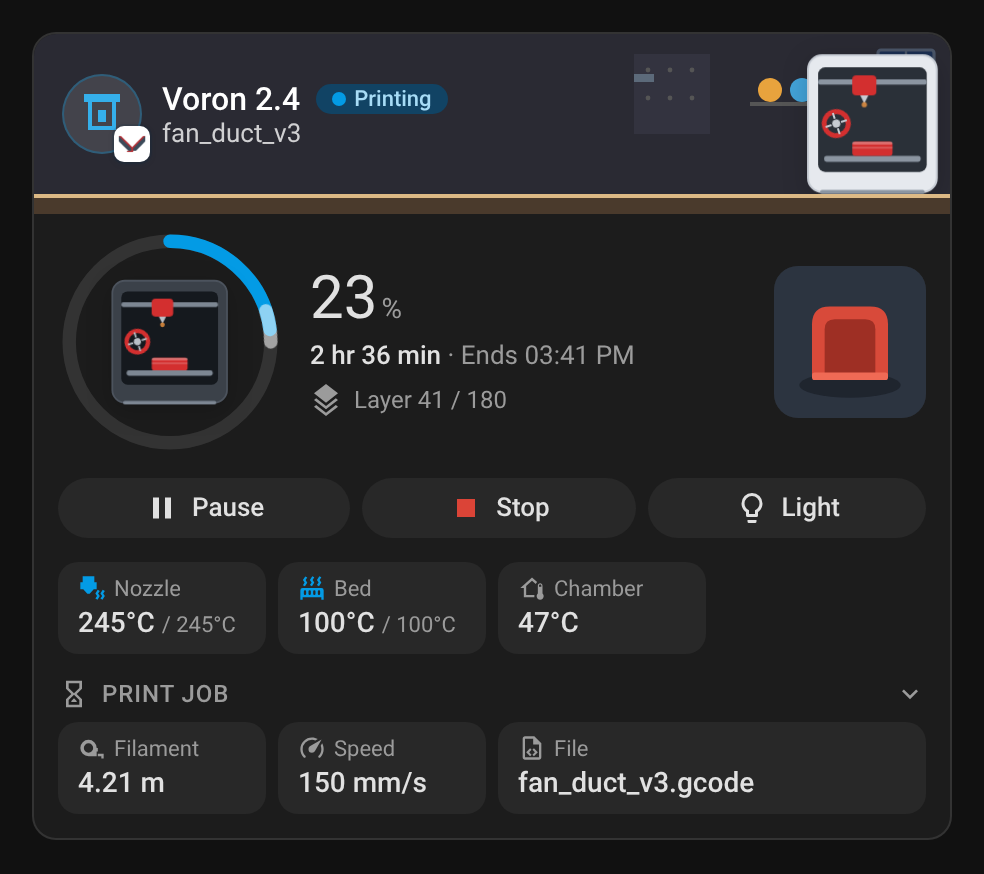 Voron 2.4
Printing
fan_duct_v3
23 %
2 hr 36 min · Ends 03:41 PM
Layer 41 / 180
Pause
Stop
Light
Nozzle
245°C / 245°C
Bed
100°C / 100°C
Chamber
47°C
PRINT JOB
Filament
4.21 m
Speed
150 mm/s
File
fan_duct_v3.gcode